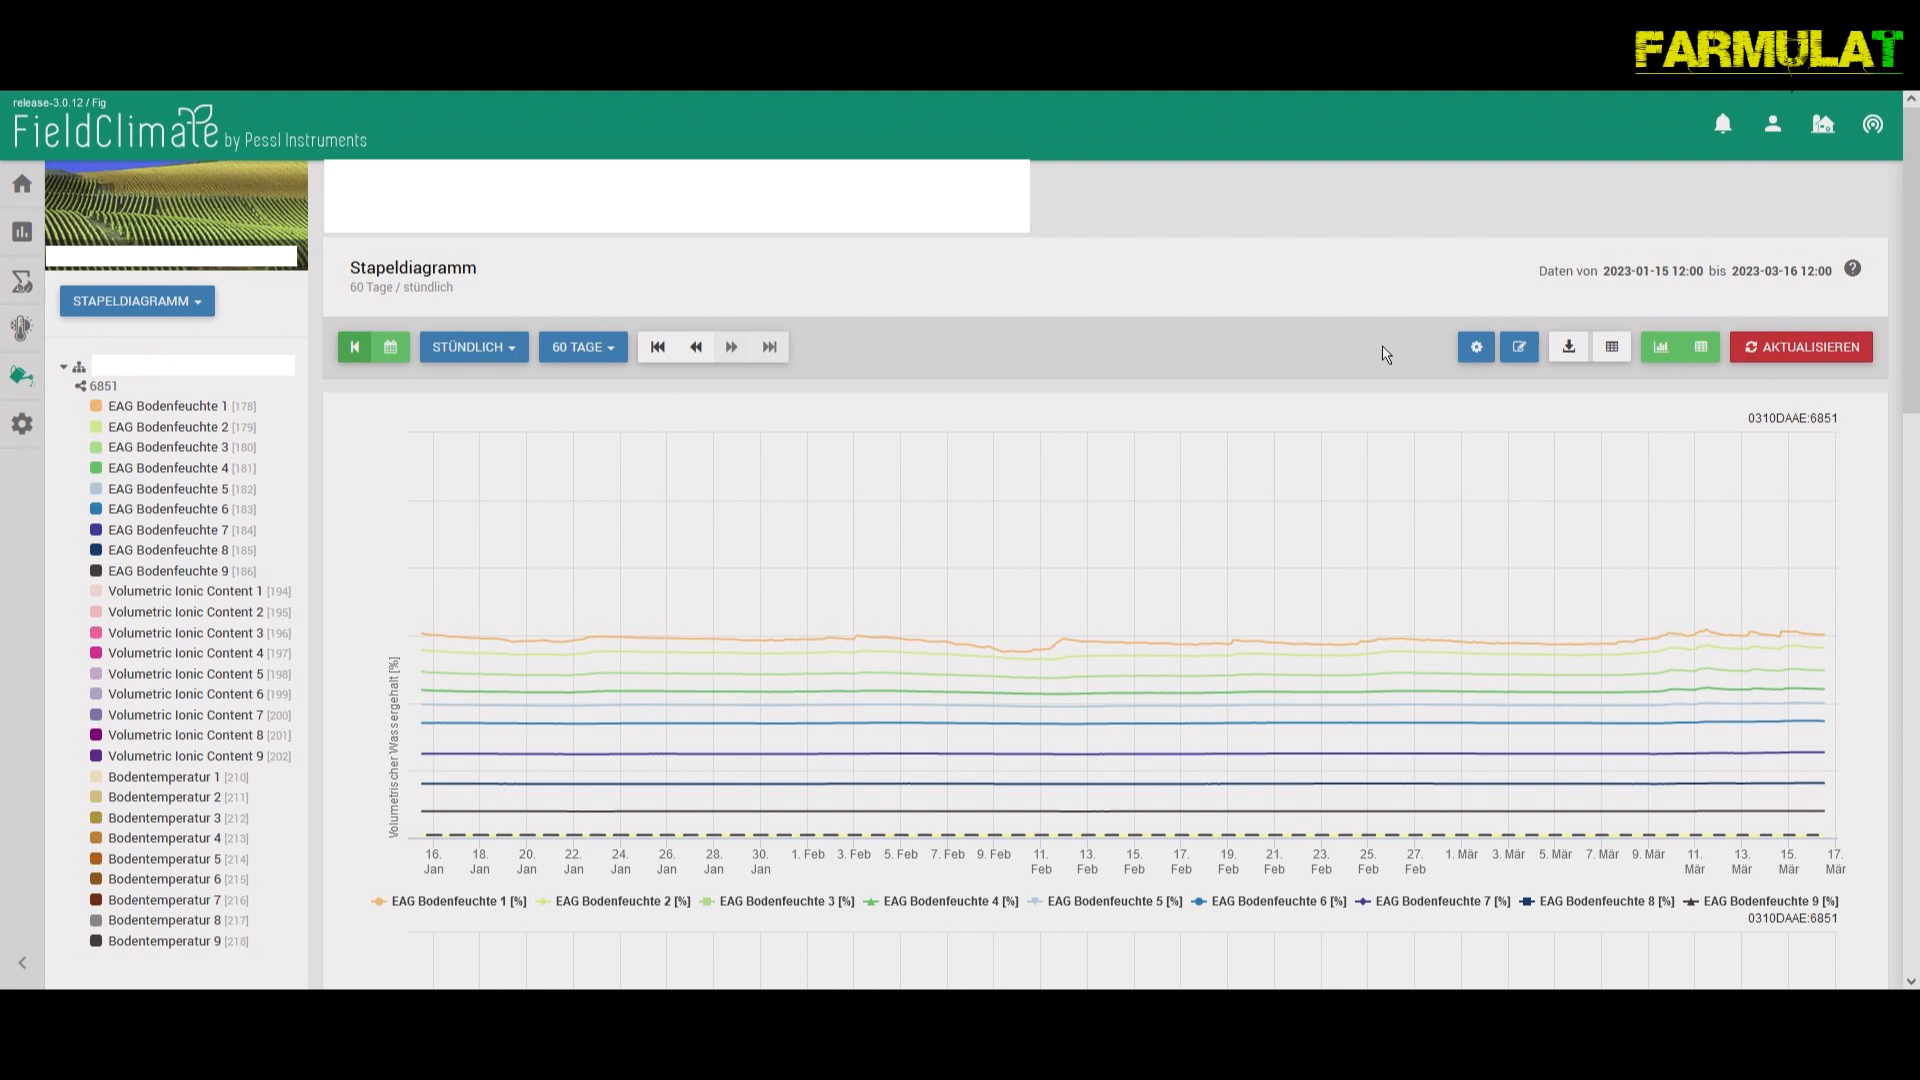 FARMULAT
release-3.0.12 / Fig
FieldClimate by Pessl Instruments
Stapeldiagramm
60 Tage / stündlich
Daten von 2023-01-15 12:00 bis 2023-03-16 12:00
STAPELDIAGRAMM
STÜNDLICH
60 TAGE
AKTUALISIEREN
6851
EAG Bodenfeuchte 1 [178]
EAG Bodenfeuchte 2 [179]
EAG Bodenfeuchte 3 [180]
EAG Bodenfeuchte 4 [181]
EAG Bodenfeuchte 5 [182]
EAG Bodenfeuchte 6 [183]
EAG Bodenfeuchte 7 [184]
EAG Bodenfeuchte 8 [185]
EAG Bodenfeuchte 9 [186]
Volumetric Ionic Content 1 [194]
Volumetric Ionic Content 2 [195]
Volumetric Ionic Content 3 [196]
Volumetric Ionic Content 4 [197]
Volumetric Ionic Content 5 [198]
Volumetric Ionic Content 6 [199]
Volumetric Ionic Content 7 [200]
Volumetric Ionic Content 8 [201]
Volumetric Ionic Content 9 [202]
Bodentemperatur 1 [210]
Bodentemperatur 2 [211]
Bodentemperatur 3 [212]
Bodentemperatur 4 [213]
Bodentemperatur 5 [214]
Bodentemperatur 6 [215]
Bodentemperatur 7 [216]
Bodentemperatur 8 [217]
Bodentemperatur 9 [218]
0310DAAE:6851
Volumetrischer Wassergehalt [%]
16. Jan
18. Jan
20. Jan
22. Jan
24. Jan
26. Jan
28. Jan
30. Jan
1. Feb
3. Feb
5. Feb
7. Feb
9. Feb
11. Feb
13. Feb
15. Feb
17. Feb
19. Feb
21. Feb
23. Feb
25. Feb
27. Feb
1. Mär
3. Mär
5. Mär
7. Mär
9. Mär
11. Mär
13. Mär
15. Mär
17. Mär
EAG Bodenfeuchte 1 [%] EAG Bodenfeuchte 2 [%] EAG Bodenfeuchte 3 [%] EAG Bodenfeuchte 4 [%] EAG Bodenfeuchte 5 [%] EAG Bodenfeuchte 6 [%] EAG Bodenfeuchte 7 [%] EAG Bodenfeuchte 8 [%] EAG Bodenfeuchte 9 [%]
0310DAAE:6851